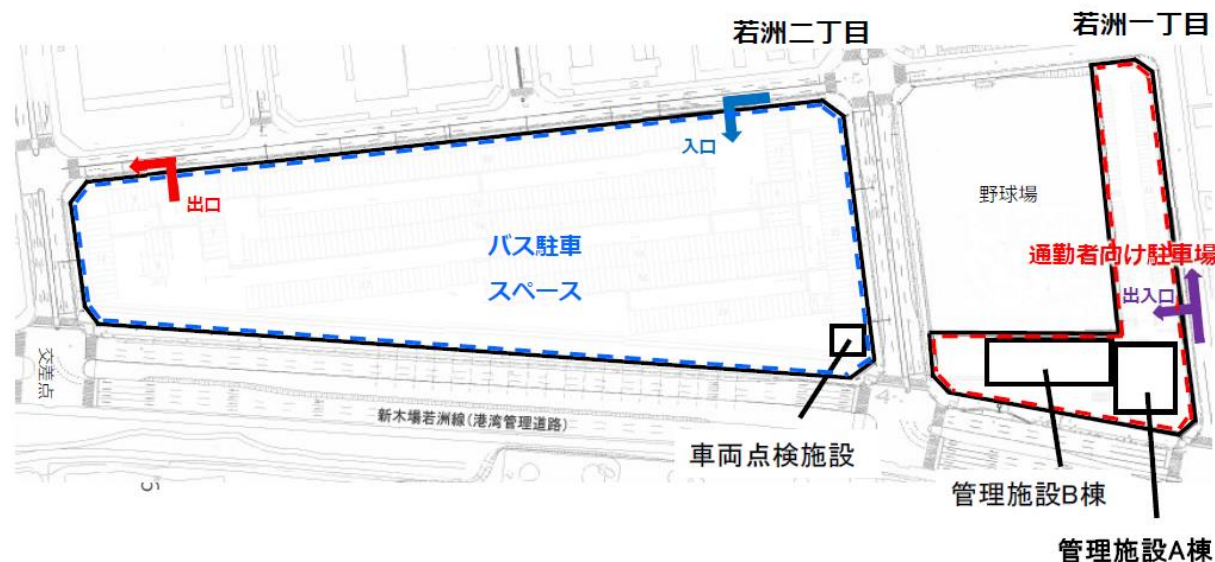 若洲二丁目
若洲一丁目
入口
出口
野球場
バス駐車
スペース
通勤者向け駐車場
出入口
交差点
新木場若洲線(港湾管理道路)
車両点検施設
管理施設B棟
管理施設A棟